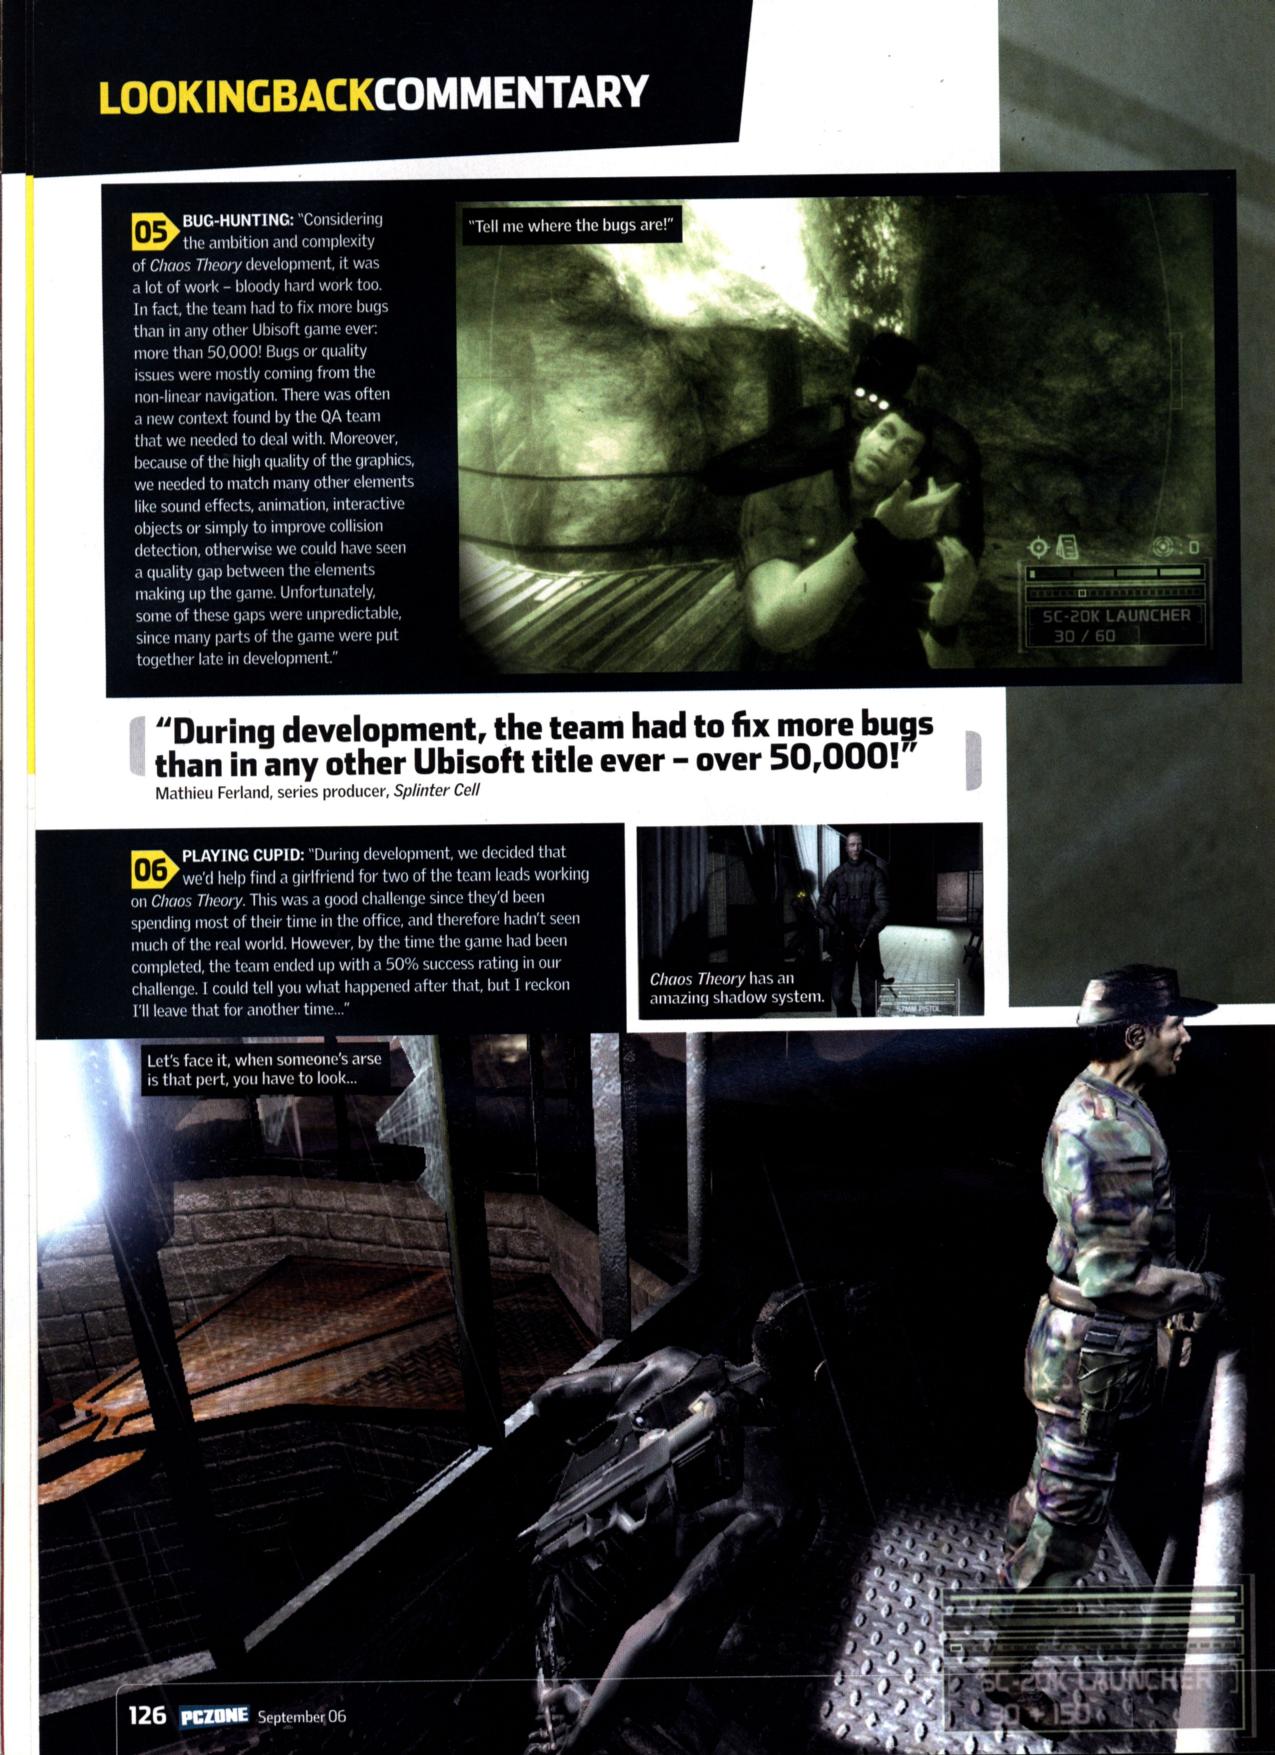 LOOKINGBACKCOMMENTARY
05 BUG-HUNTING: “Considering
the ambition and complexity
of Chaos Theory development, it was
a lot of work – bloody hard work too.
In fact, the team had to fix more bugs
than in any other Ubisoft game ever:
more than 50,000! Bugs or quality
issues were mostly coming from the
non-linear navigation. There was often
a new context found by the QA team
that we needed to deal with. Moreover,
because of the high quality of the graphics,
we needed to match many other elements
like sound effects, animation, interactive
objects or simply to improve collision
detection, otherwise we could have seen
a quality gap between the elements
making up the game. Unfortunately,
some of these gaps were unpredictable,
since many parts of the game were put
together late in development.”
“Tell me where the bugs are!”
: 0
SC-20K LAUNCHER
30 / 60
“During development, the team had to fix more bugs
than in any other Ubisoft title ever – over 50,000!”
Mathieu Ferland, series producer, Splinter Cell
06 PLAYING CUPID: “During development, we decided that
we’d help find a girlfriend for two of the team leads working
on Chaos Theory. This was a good challenge since they’d been
spending most of their time in the office, and therefore hadn’t seen
much of the real world. However, by the time the game had been
completed, the team ended up with a 50% success rating in our
challenge. I could tell you what happened after that, but I reckon
I’ll leave that for another time...”
Chaos Theory has an
amazing shadow system.
PISTOL
Let’s face it, when someone’s arse
is that pert, you have to look...
SC-20K LAUNCHER
30 + 150
126 PCZONE September 06